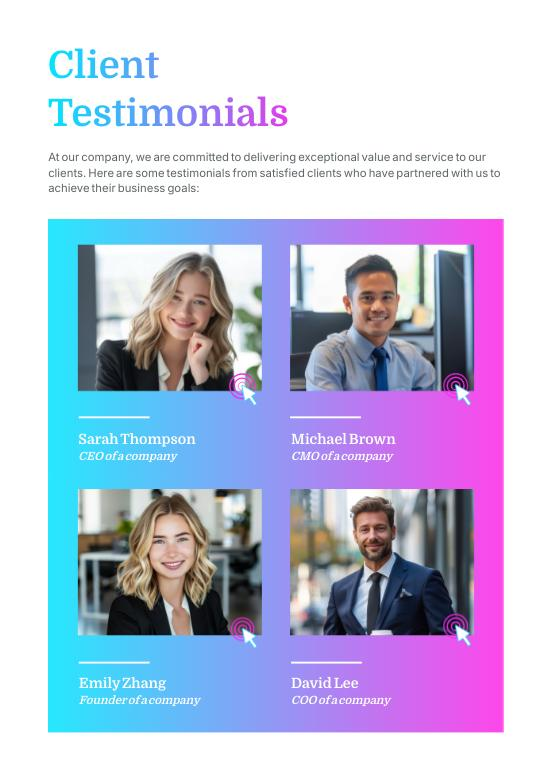 Client
Testimonials
At our company, we are committed to delivering exceptional value and service to our
clients. Here are some testimonials from satisfied clients who have partnered with us to
achieve their business goals:
Sarah Thompson
CEO of a company
Michael Brown
CMO of a company
Emily Zhang
Founder of a company
David Lee
COO of a company